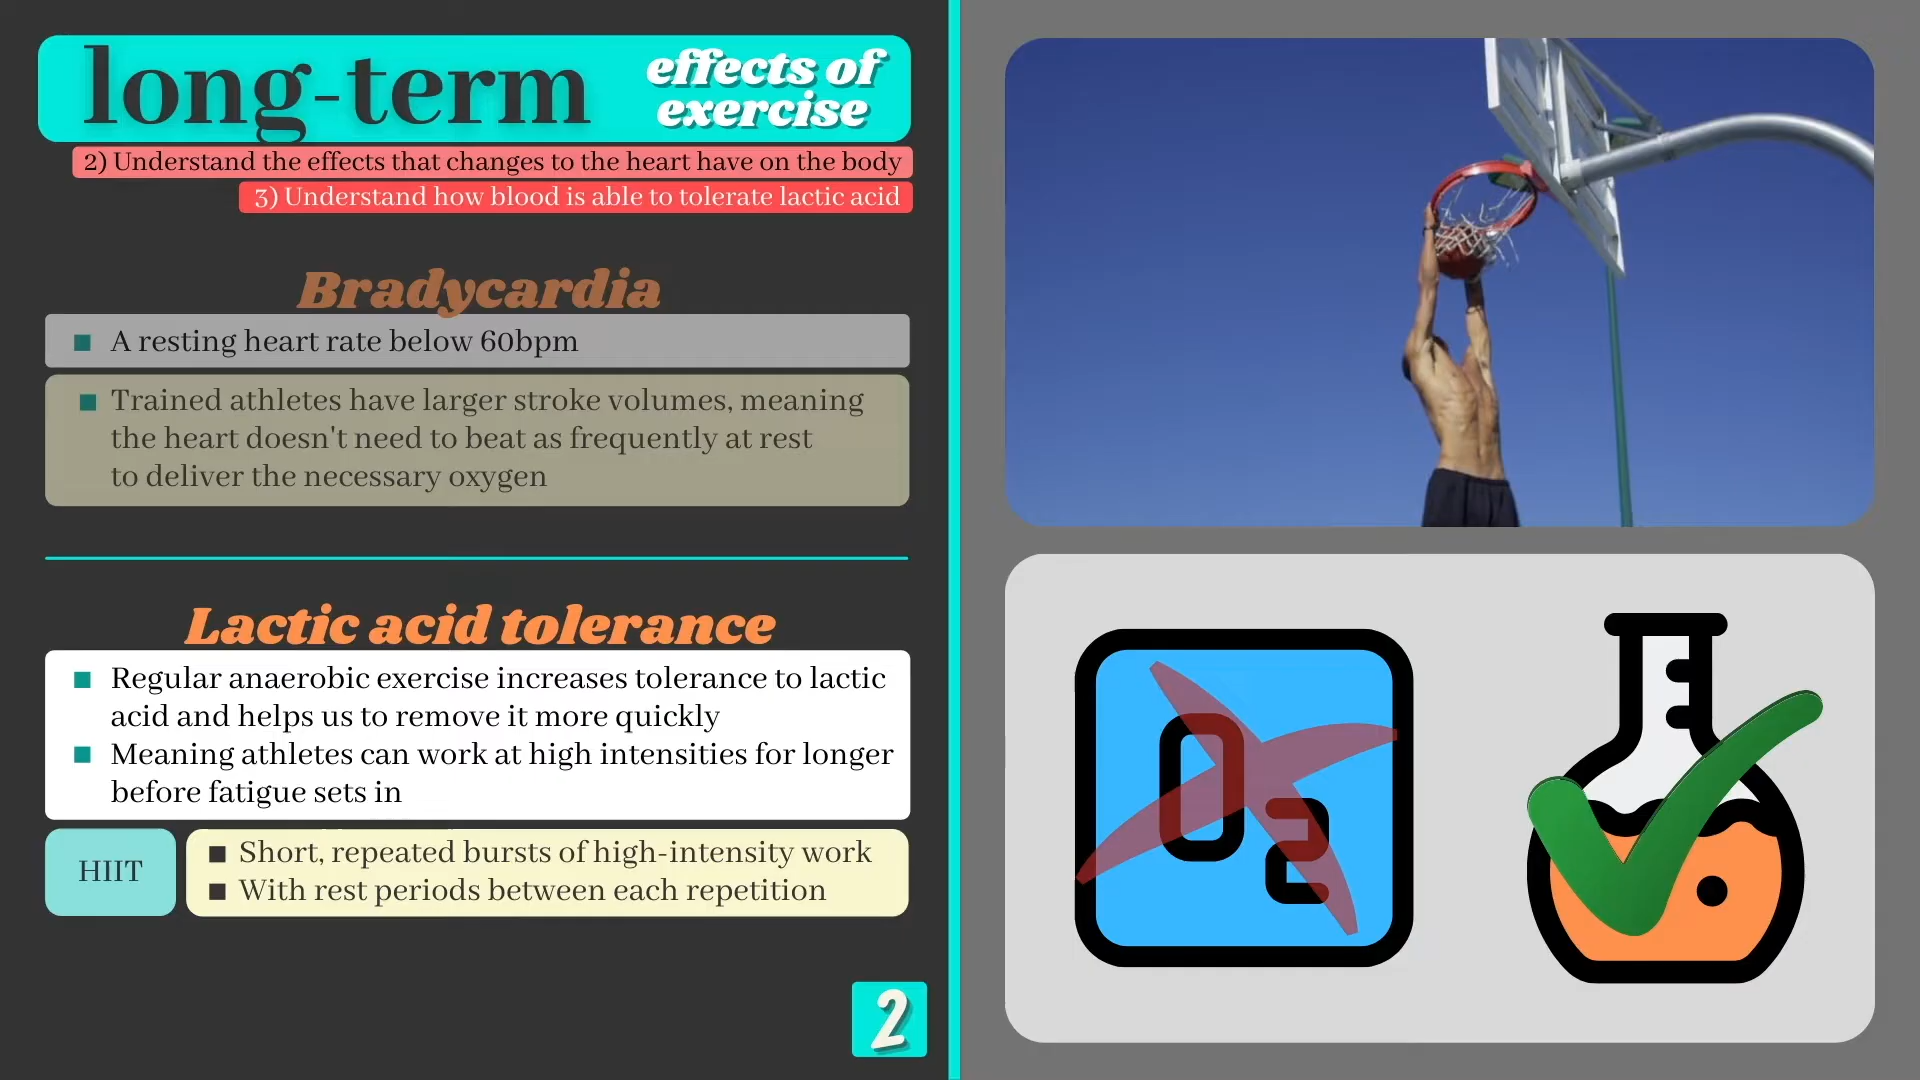 long-term
effects of
exercise
2) Understand the effects that changes to the heart have on the body
3) Understand how blood is able to tolerate lactic acid
Bradycardia
A resting heart rate below 60bpm
Trained athletes have larger stroke volumes, meaning
the heart doesn't need to beat as frequently at rest
to deliver the necessary oxygen
Lactic acid tolerance
Regular anaerobic exercise increases tolerance to lactic
acid and helps us to remove it more quickly
Meaning athletes can work at high intensities for longer
before fatigue sets in
HIIT
Short, repeated bursts of high-intensity work
With rest periods between each repetition
2
O2